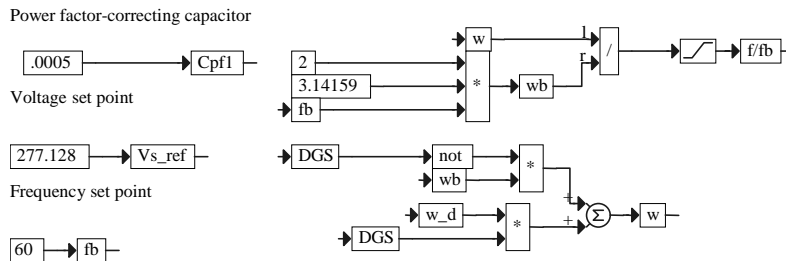 Power factor-correcting capacitor
.0005
Cpf1
Voltage set point
277.128
Vs_ref
Frequency set point
60
fb
w
2
3.14159
fb
*
wb
l
r
/
f/fb
DGS
not
wb
*
w_d
DGS
*
+
+
Σ
w